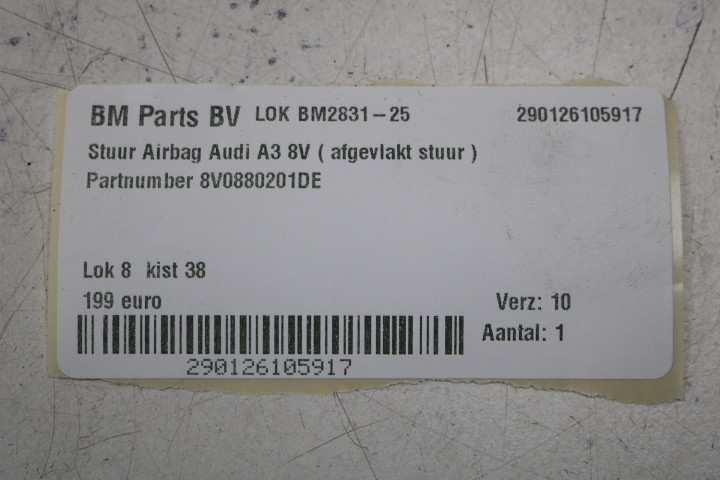 BM Parts BV LOK BM2831-25 290126105917
Stuur Airbag Audi A3 8V ( afgevlakt stuur )
Partnumber 8V0880201DE
Lok 8 kist 38
199 euro Verz: 10
Aantal: 1
290126105917